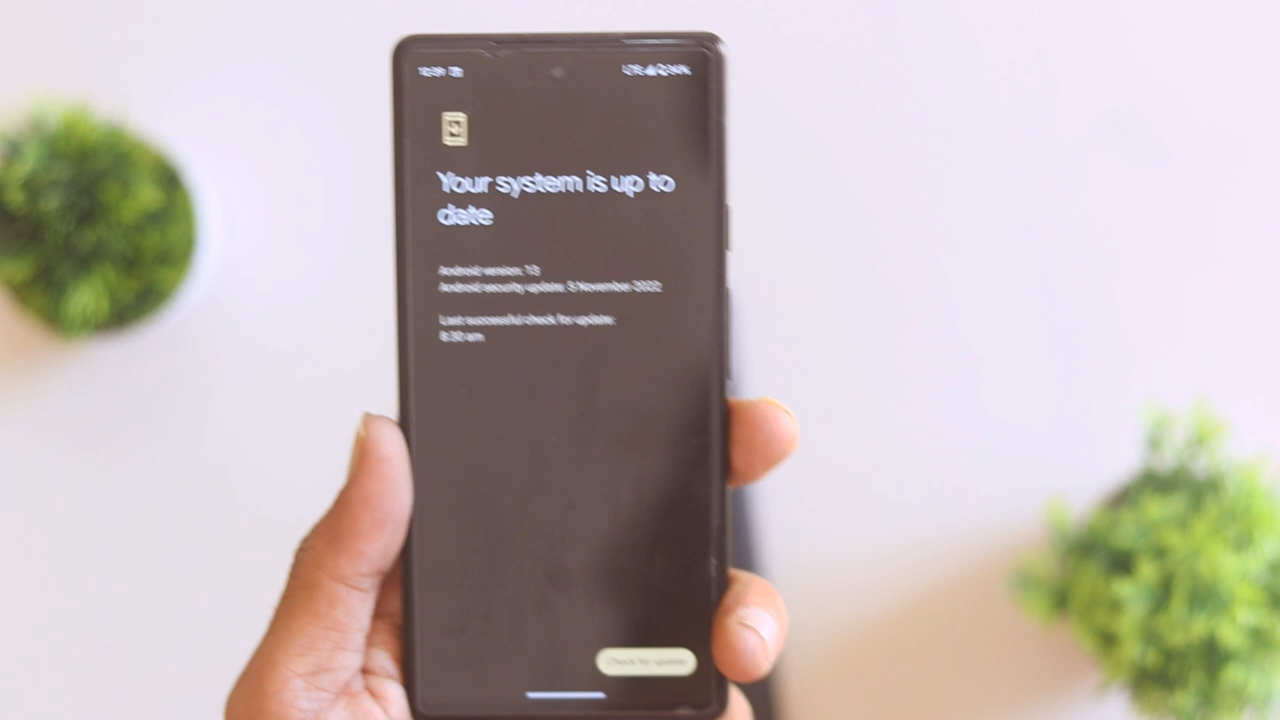 Your system is up to
date
Android version: 13
Android security update: 5 November 2022
Last successful check for update:
8:30 am
Check for update